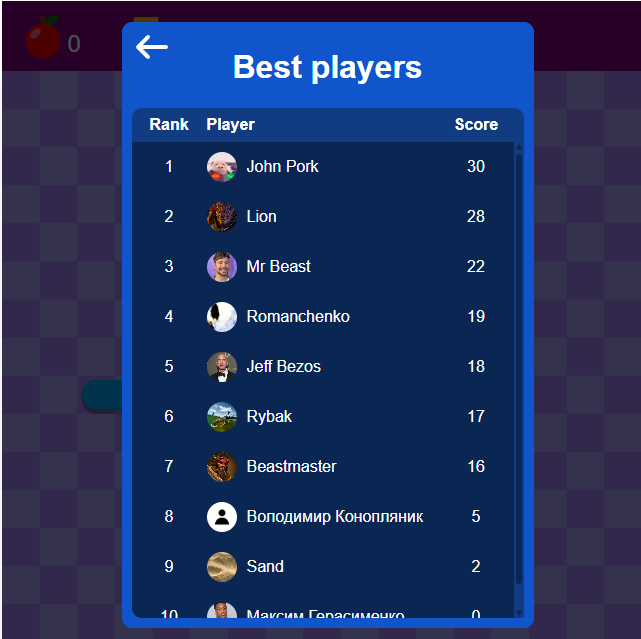 0
Best players
Rank Player Score
1 John Pork 30
2 Lion 28
3 Mr Beast 22
4 Romanchenko 19
5 Jeff Bezos 18
6 Rybak 17
7 Beastmaster 16
8 Володимир Конопляник 5
9 Sand 2
10 Максим Герасименко 0